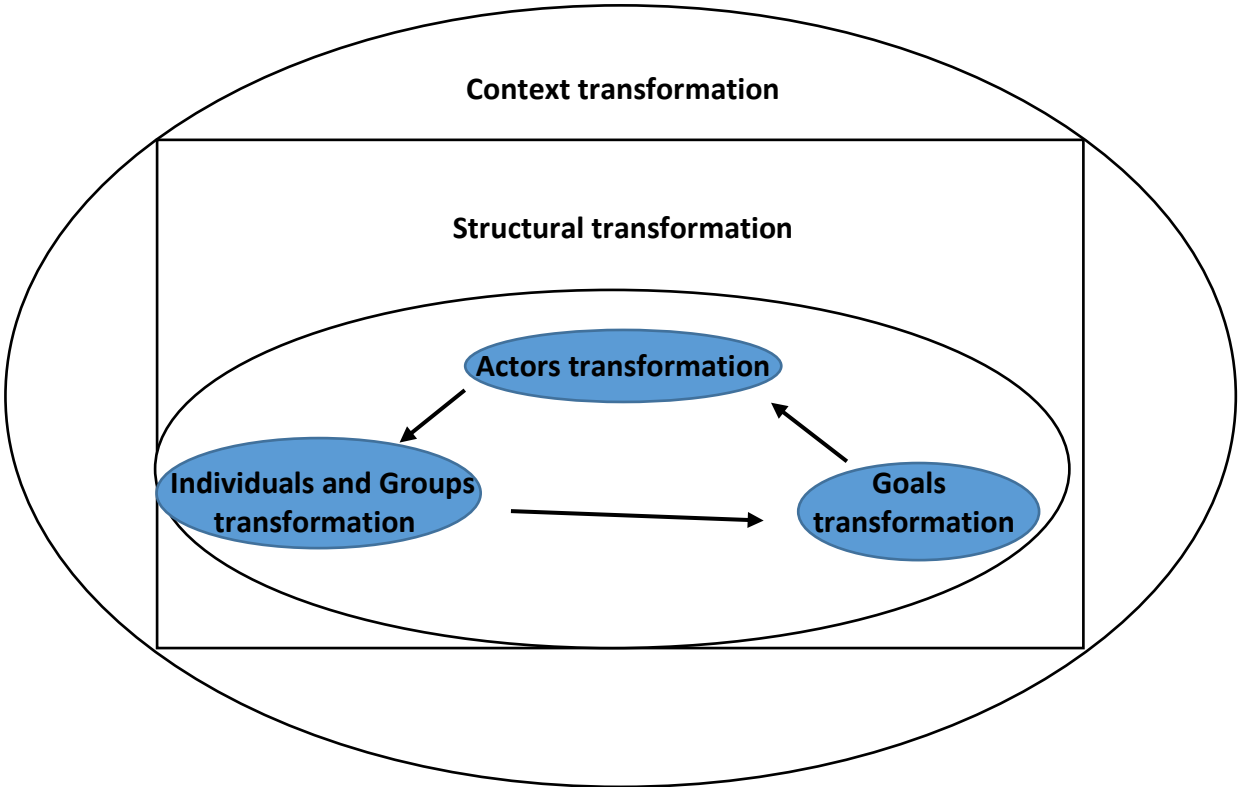 Context transformation
Structural transformation
Actors transformation
Individuals and Groups
transformation
Goals
transformation